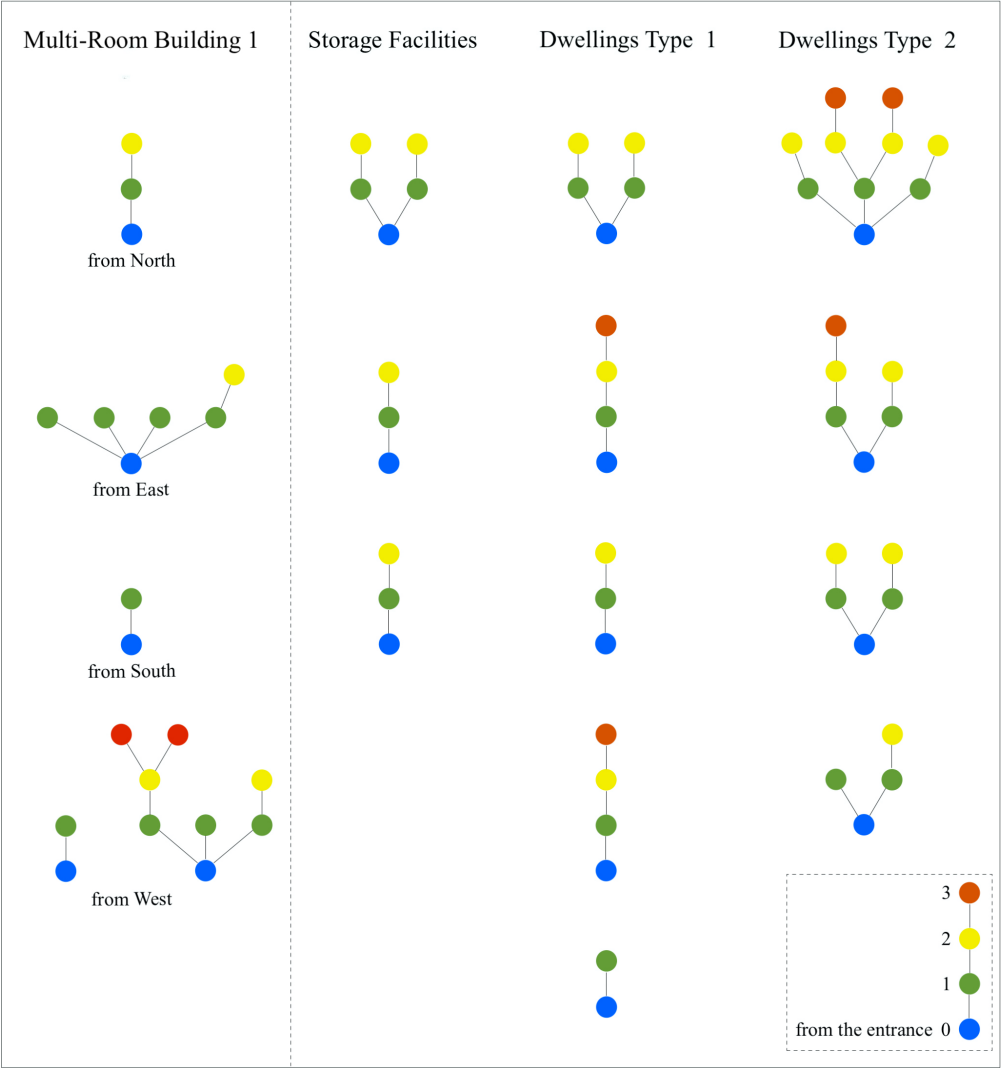 Multi-Room Building 1
Storage Facilities
Dwellings Type 1
Dwellings Type 2
from North
from East
from South
from West
3
2
1
from the entrance 0